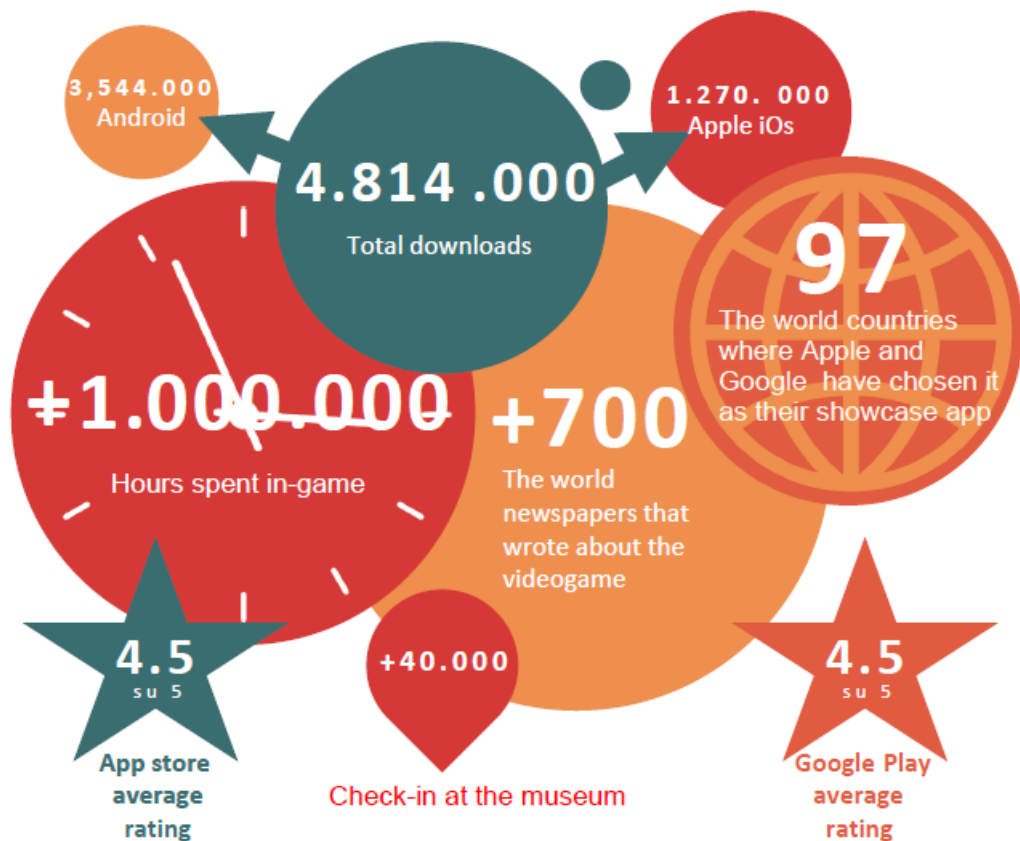 3,544.000
Android
4.814 .000
Total downloads
1.270. 000
Apple iOs
97
The world countries
where Apple and
Google have chosen it
as their showcase app
+1.000.000
Hours spent in-game
+700
The world
newspapers that
wrote about the
videogame
4.5
su 5
App store
average
rating
+40.000
Check-in at the museum
4.5
su 5
Google Play
average
rating